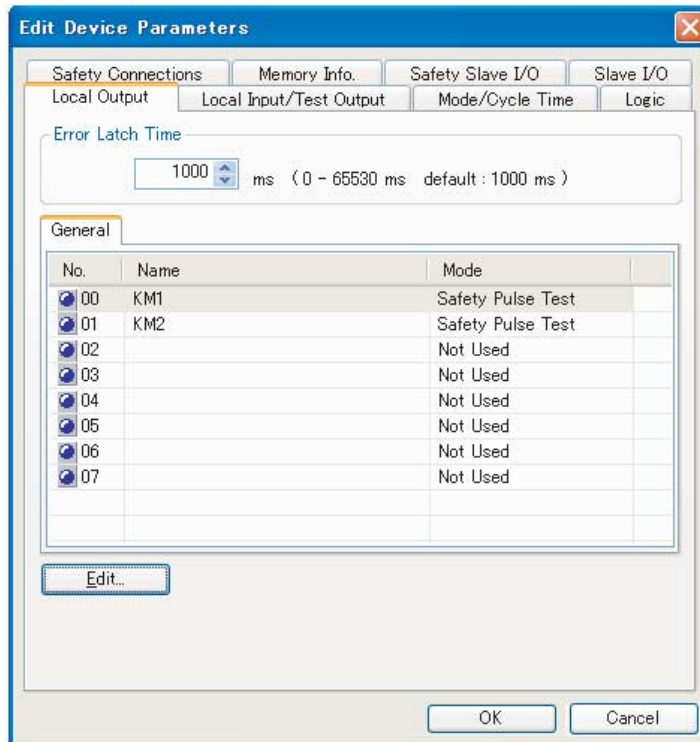 Edit Device Parameters
Safety Connections Memory Info. Safety Slave I/O Slave I/O
Local Output Local Input/Test Output Mode/Cycle Time Logic
Error Latch Time
1000 ms ( 0 - 65530 ms default : 1000 ms )
General
No. Name Mode
00 KM1 Safety Pulse Test
01 KM2 Safety Pulse Test
02 Not Used
03 Not Used
04 Not Used
05 Not Used
06 Not Used
07 Not Used
Edit...
OK Cancel